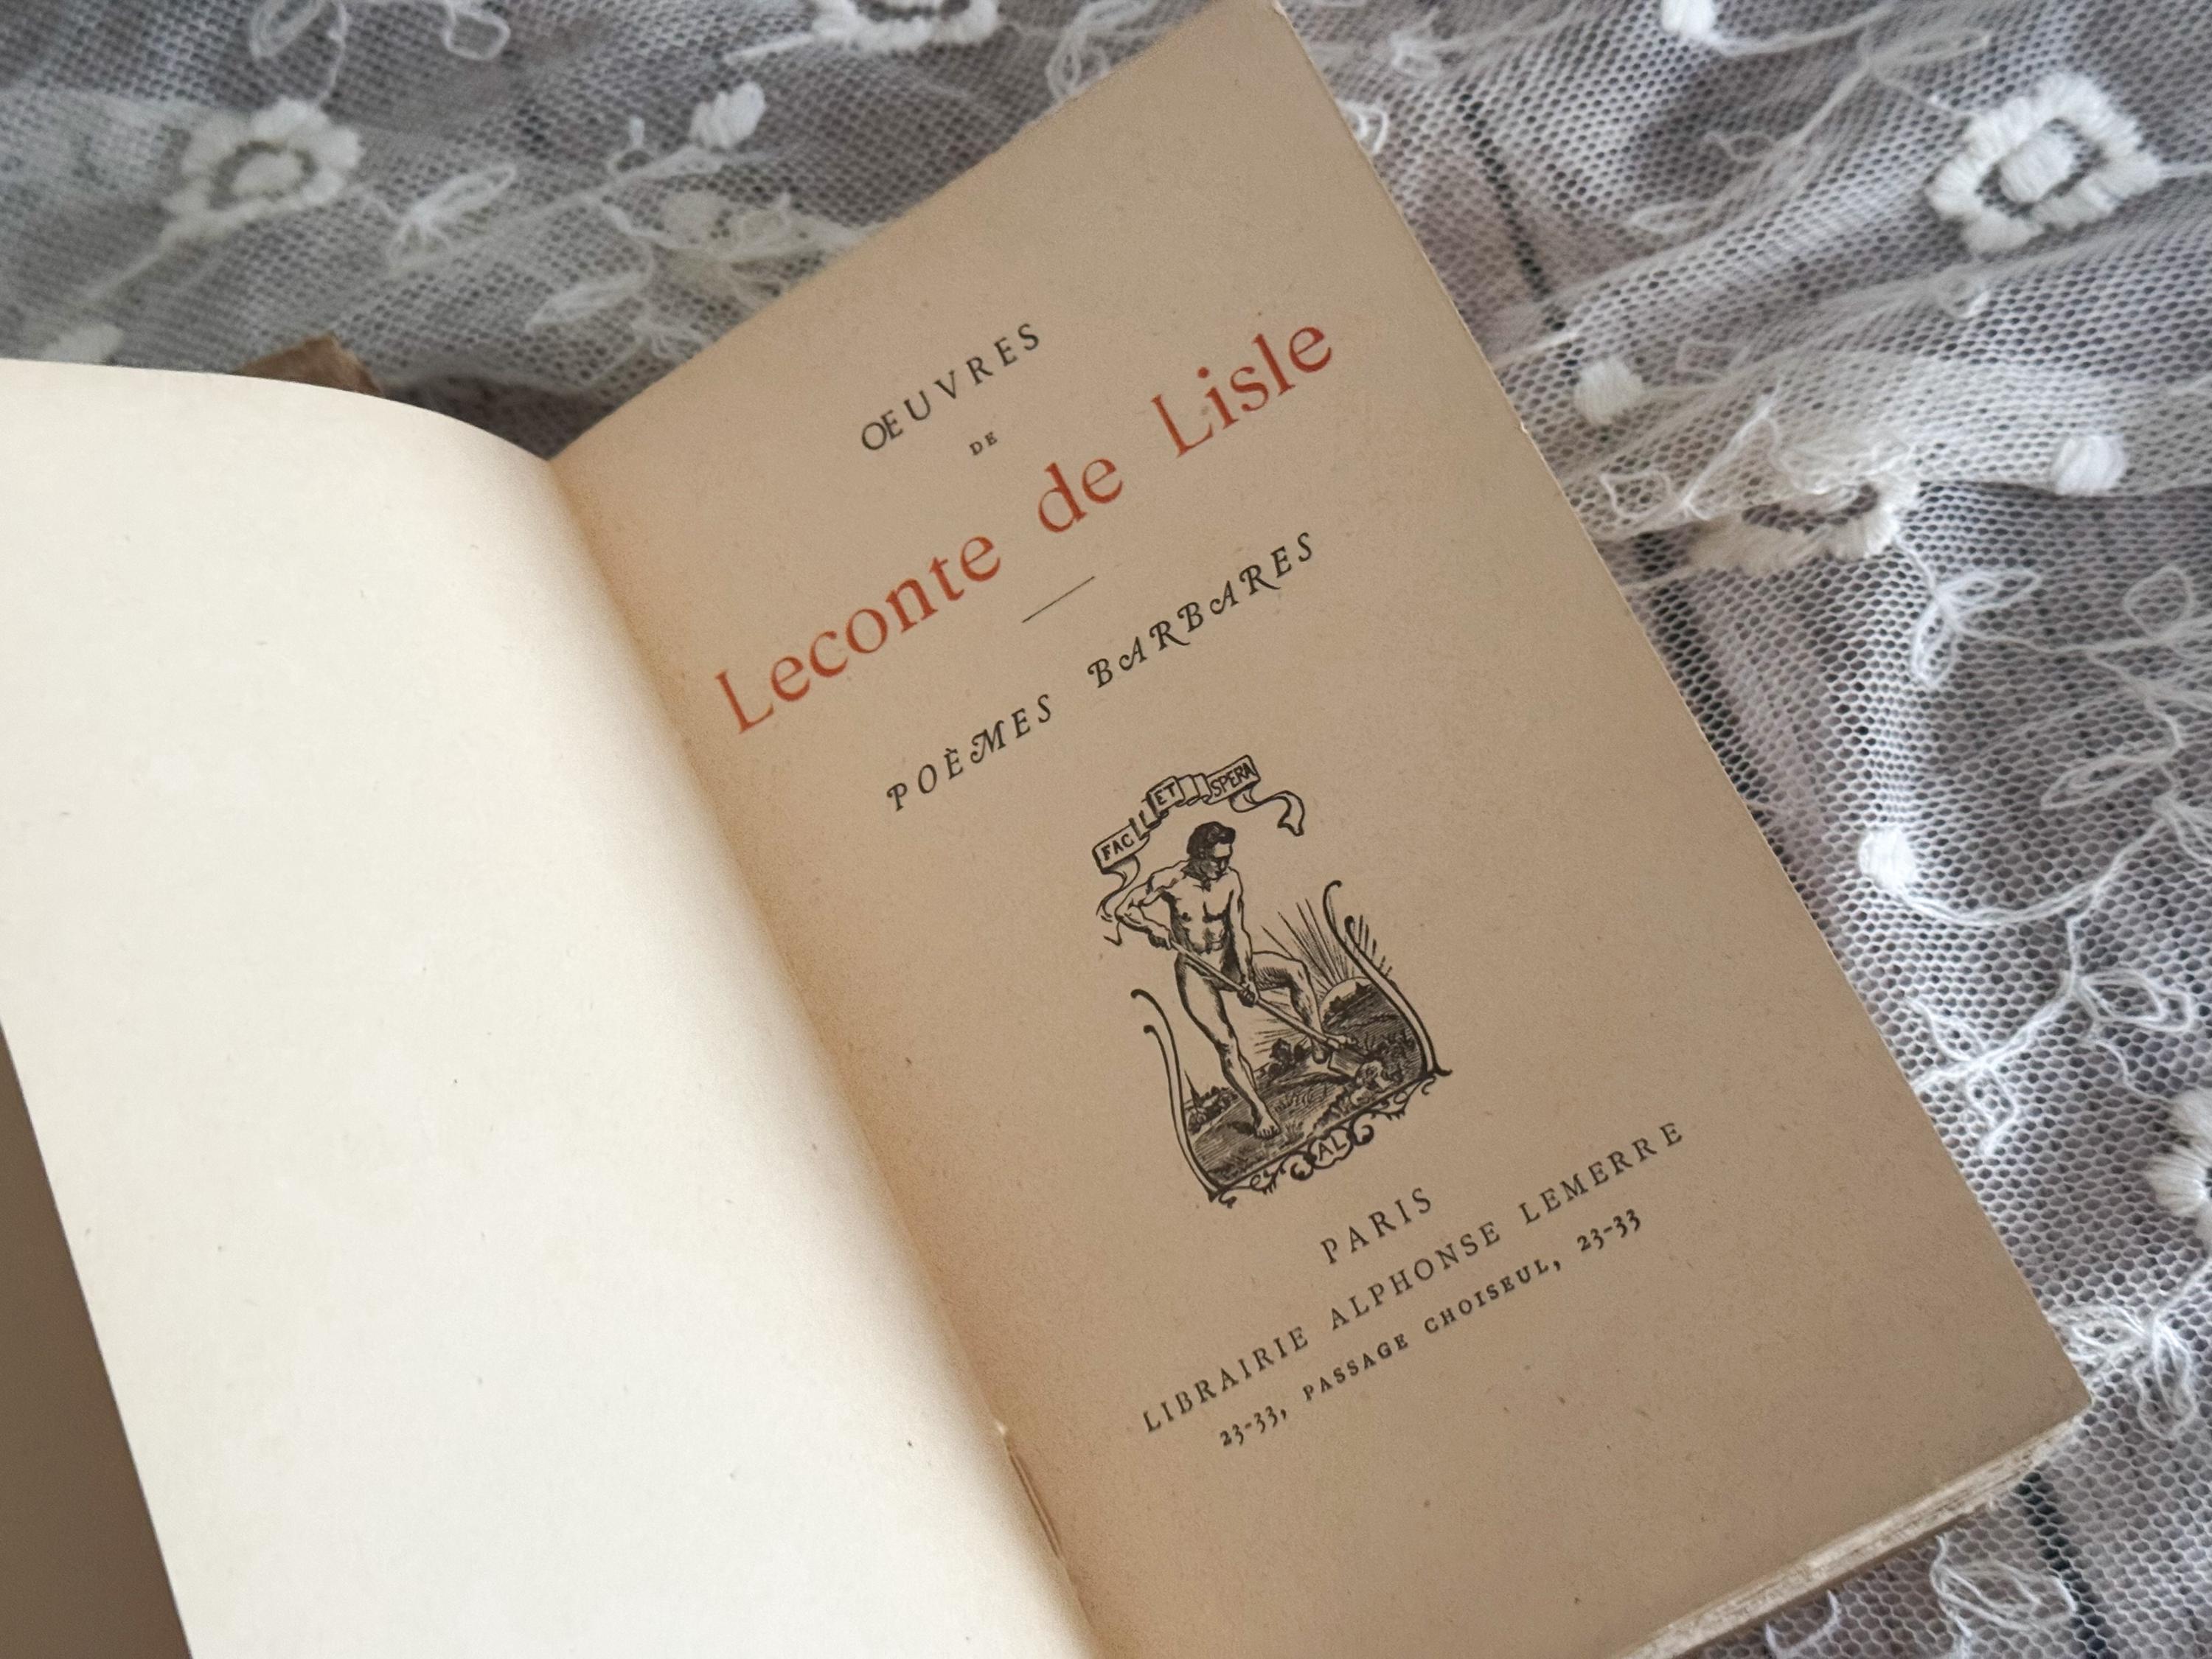 ŒUVRES
DE
Leconte de Lisle
POÈMES BARBARES
FAC ET SPERA
AL
PARIS
LIBRAIRIE ALPHONSE LEMERRE
23-33, PASSAGE CHOISEUL, 23-33